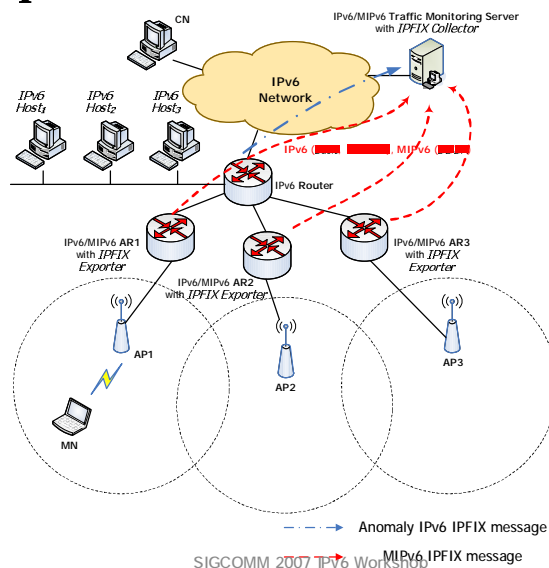 CN
IPv6/MIPv6 Traffic Monitoring Server
with IPFIX Collector
IPv6
Network
IPv6
Host1
IPv6
Host2
IPv6
Host3
IPv6 (
, MIPv6 (
IPv6 Router
IPv6/MIPv6 AR1
with IPFIX
Exporter
IPv6/MIPv6 AR2
with IPFIX Exporter
IPv6/MIPv6 AR3
with IPFIX
Exporter
AP1
AP2
AP3
MN
Anomaly IPv6 IPFIX message
MIPv6 IPFIX message
SIGCOMM 2007 IPv6 Workshop